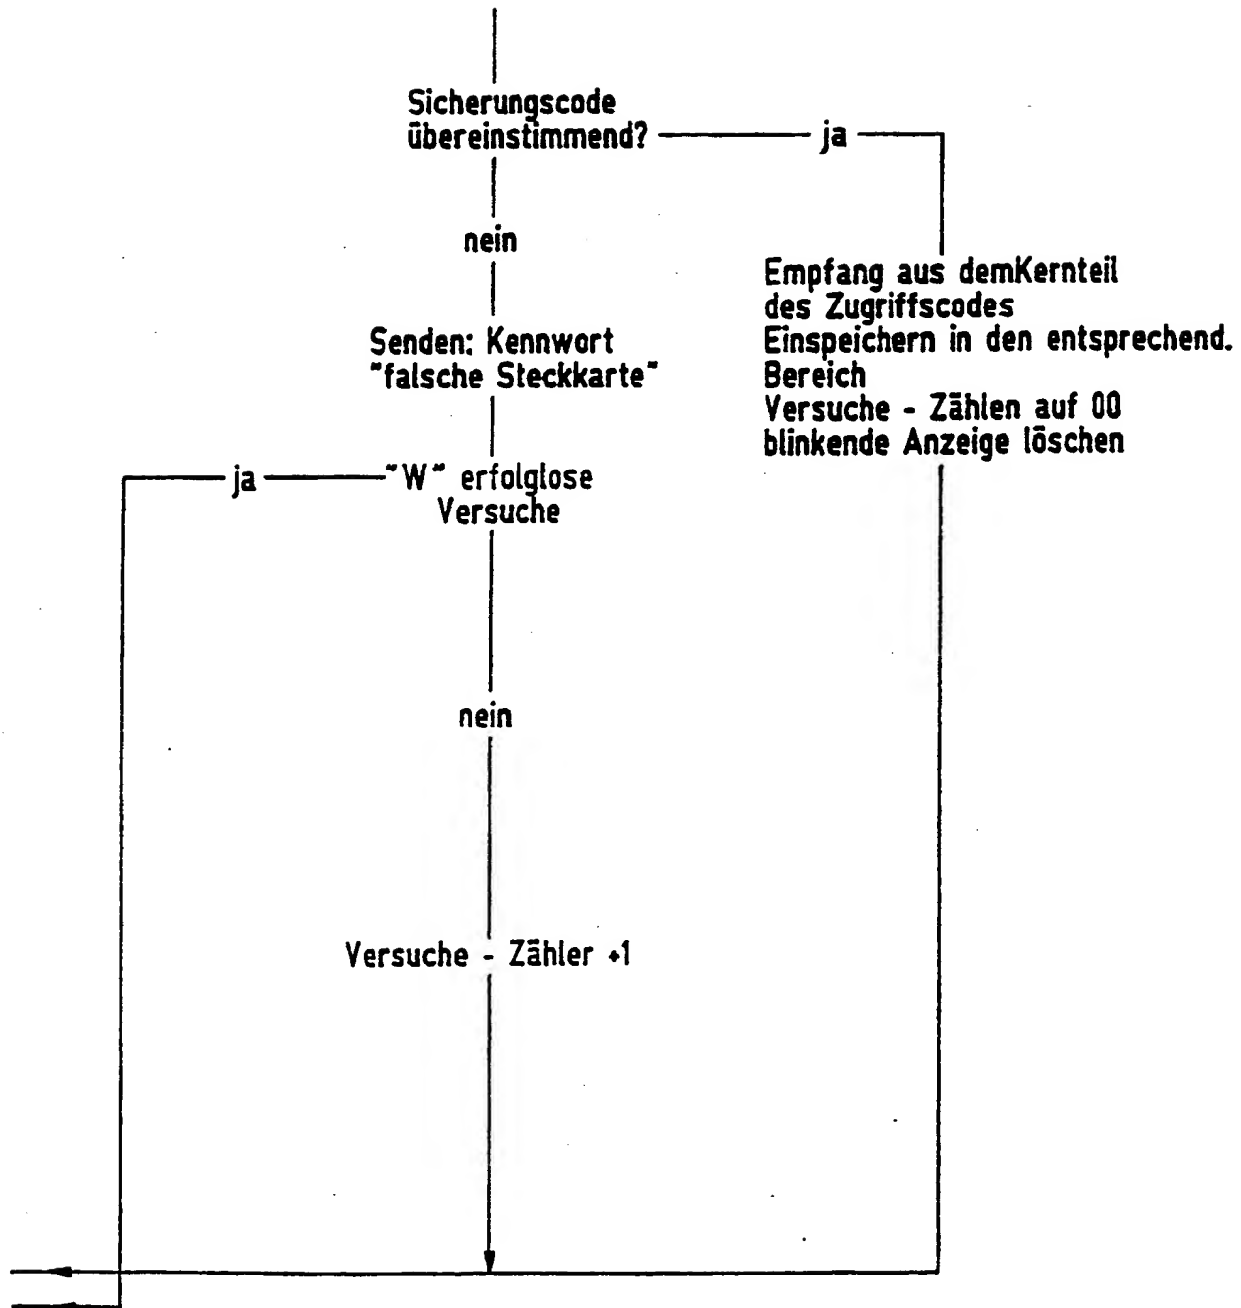 Sicherungscode
übereinstimmend?
ja
nein
Empfang aus demKernteil
des Zugriffscodes
Einspeichern in den entsprechend.
Bereich
Versuche - Zählen auf 00
blinkende Anzeige löschen
Senden: Kennwort
"falsche Steckkarte"
ja
"W" erfolglose
Versuche
nein
Versuche - Zähler +1